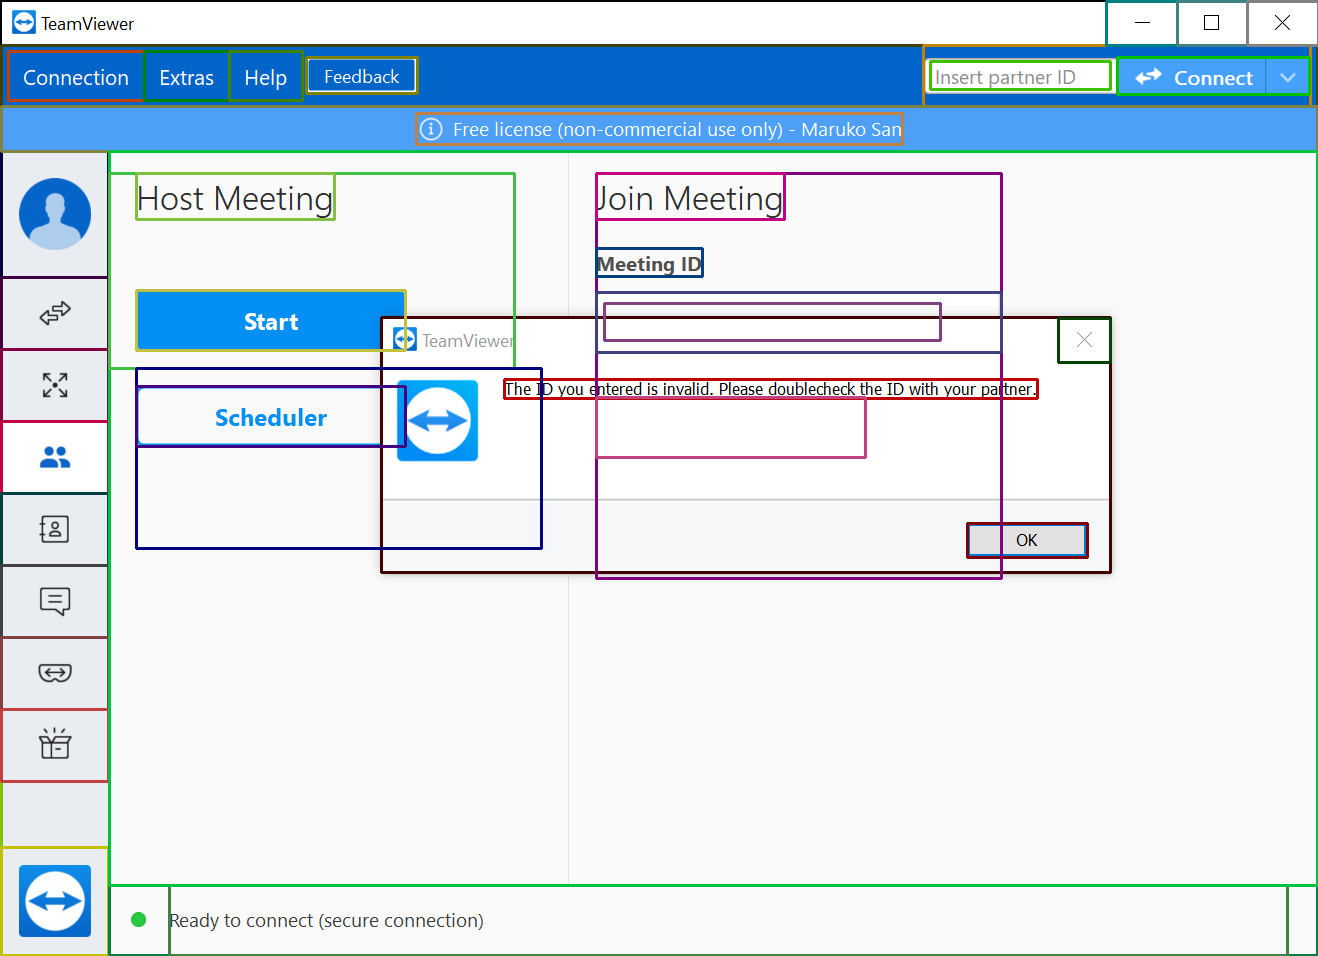 TeamViewer
Connection Extras Help Feedback
Insert partner ID Connect
Free license (non-commercial use only) - Maruko San
Host Meeting
Join Meeting
Meeting ID
Start
TeamViewer
The ID you entered is invalid. Please doublecheck the ID with your partner.
Scheduler
OK
Ready to connect (secure connection)